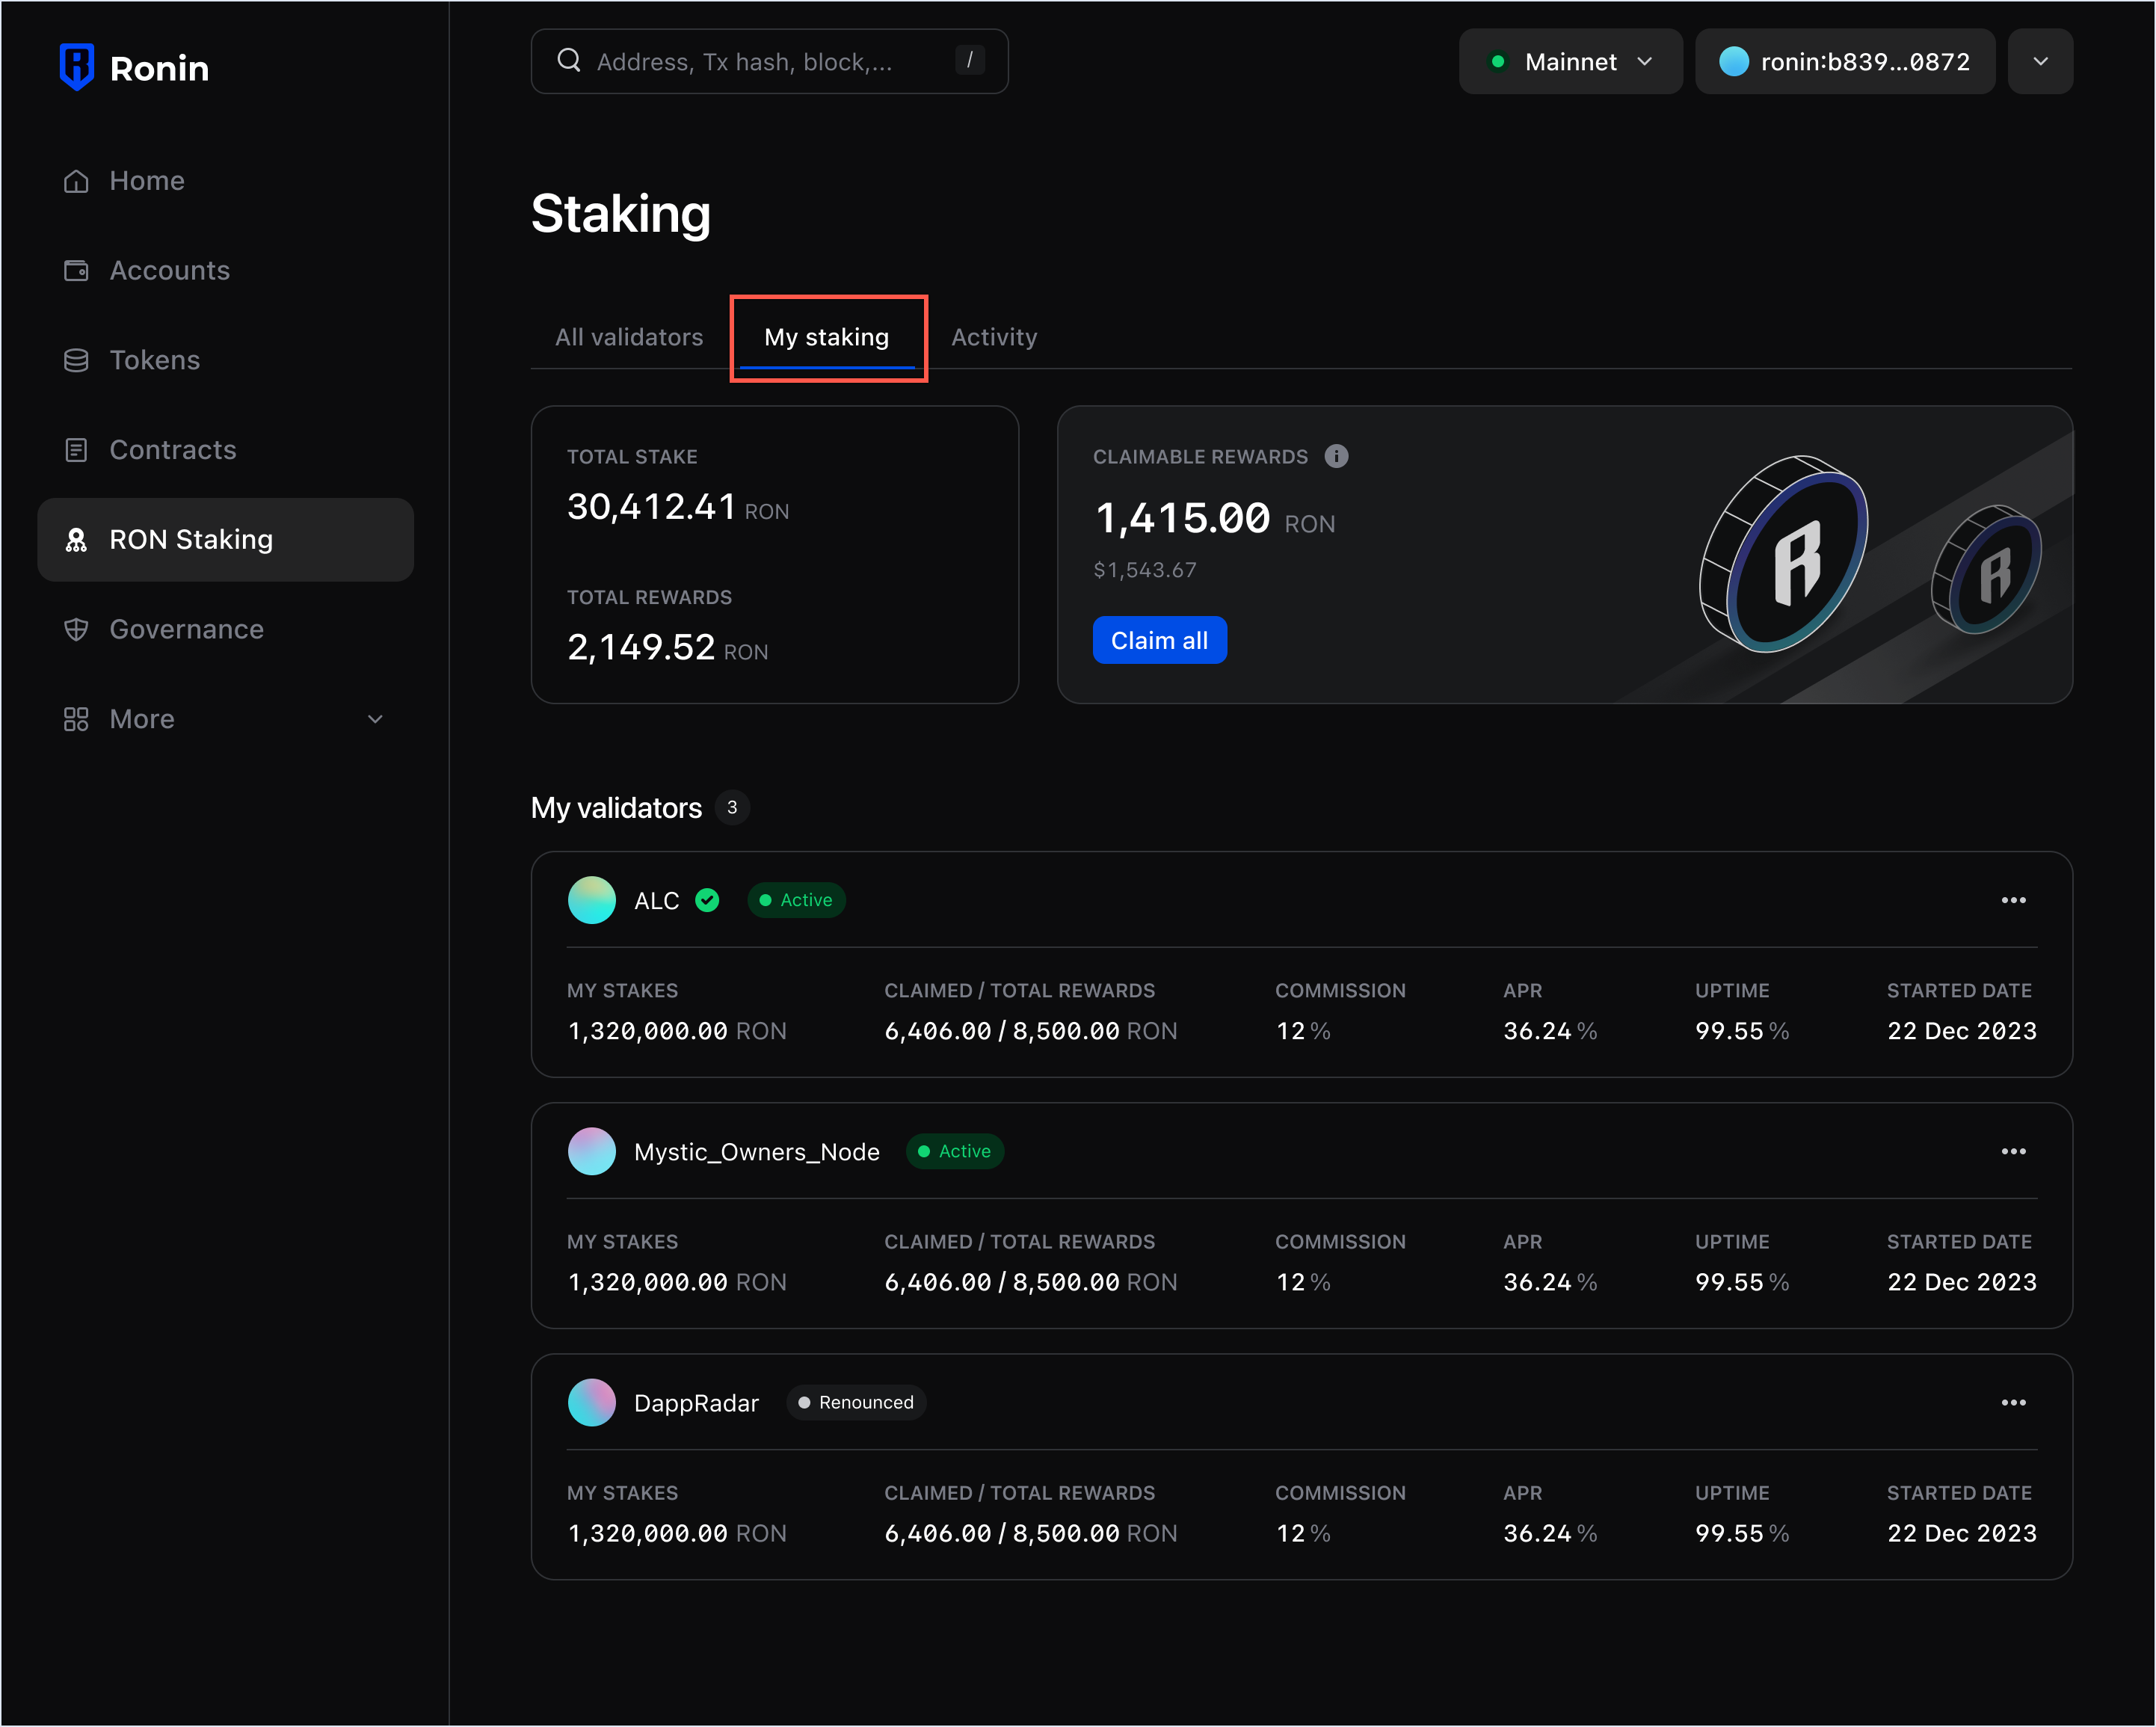 Ronin
Address, Tx hash, block,... /
Mainnet
ronin:b839...0872
Home
Accounts
Tokens
Contracts
RON Staking
Governance
More
Staking
All validators
My staking
Activity
TOTAL STAKE
30,412.41 RON
TOTAL REWARDS
2,149.52 RON
CLAIMABLE REWARDS
1,415.00 RON
$1,543.67
Claim all
My validators 3
ALC Active
MY STAKES CLAIMED / TOTAL REWARDS COMMISSION APR UPTIME STARTED DATE
1,320,000.00 RON 6,406.00 / 8,500.00 RON 12 % 36.24 % 99.55 % 22 Dec 2023
Mystic_Owners_Node Active
MY STAKES CLAIMED / TOTAL REWARDS COMMISSION APR UPTIME STARTED DATE
1,320,000.00 RON 6,406.00 / 8,500.00 RON 12 % 36.24 % 99.55 % 22 Dec 2023
DappRadar Renounced
MY STAKES CLAIMED / TOTAL REWARDS COMMISSION APR UPTIME STARTED DATE
1,320,000.00 RON 6,406.00 / 8,500.00 RON 12 % 36.24 % 99.55 % 22 Dec 2023